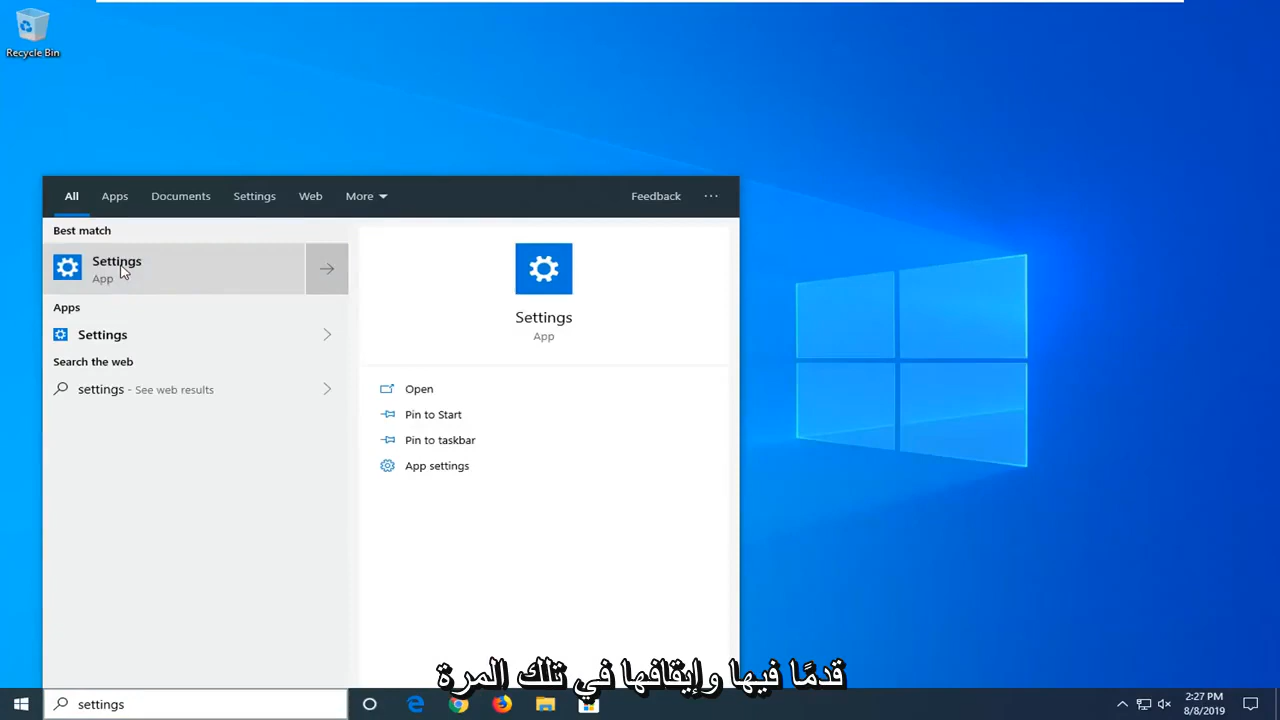 Recycle Bin
All
Apps
Documents
Settings
Web
More
Feedback
...
Best match
Settings
App
Apps
Settings
Search the web
settings - See web results
Settings
App
Open
Pin to Start
Pin to taskbar
App settings
قدمًا فيها وإيقافها في تلك المرة
settings
2:27 PM
8/8/2019